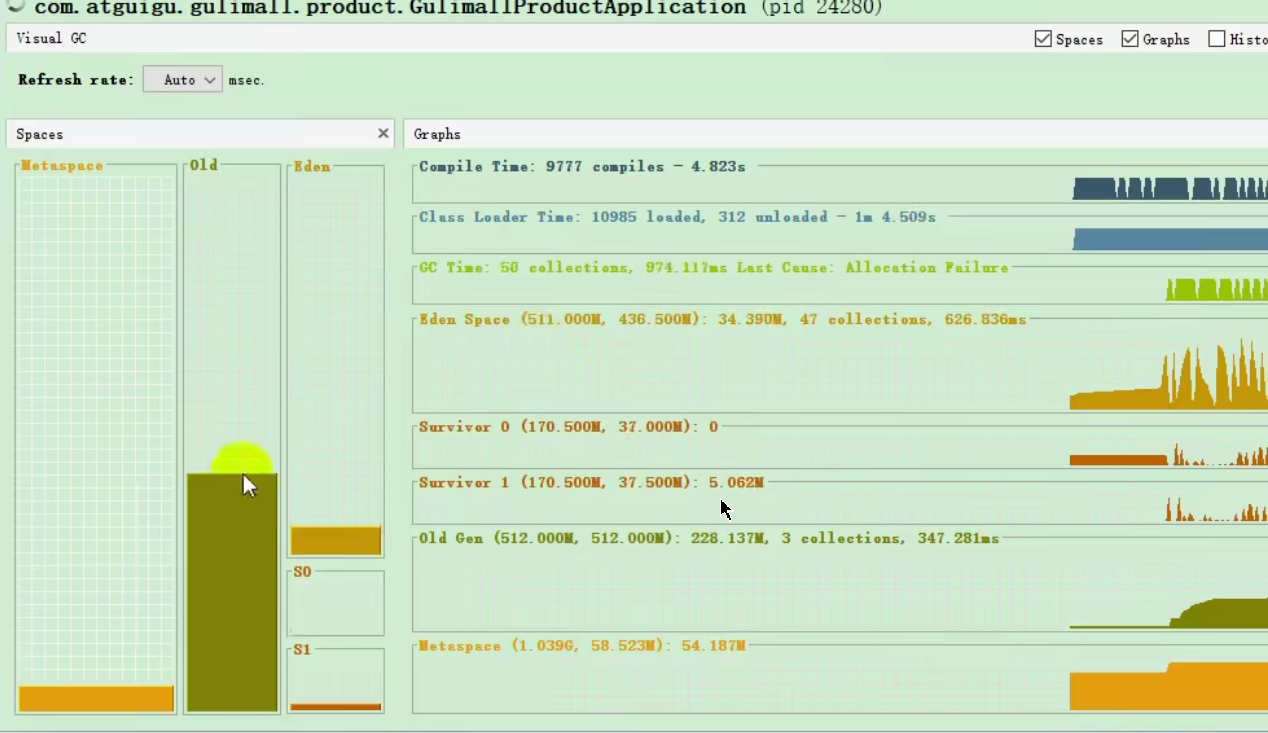 com.atguigu.gulimall.product.GulimallProductApplication (pid 24280)
Visual GC
Spaces
Graphs
Refresh rate:
Auto
msec.
Spaces
Graphs
Metaspace
Old
Eden
S0
S1
Compile Time: 9777 compiles - 4.823s
Class Loader Time: 10985 loaded, 312 unloaded - 1m 4.509s
GC Time: 50 collections, 974.117ms Last Cause: Allocation Failure
Eden Space (511.000M, 436.500M): 34.390M, 47 collections, 626.836ms
Survivor 0 (170.500M, 37.000M): 0
Survivor 1 (170.500M, 37.500M): 5.062M
Old Gen (512.000M, 512.000M): 228.137M, 3 collections, 347.281ms
Metaspace (1.039G, 58.523M): 54.187M